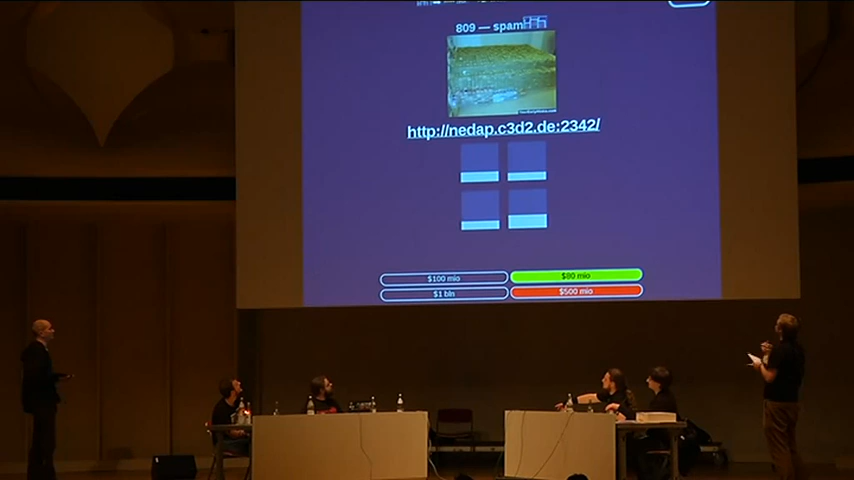 809 — spam
http://nedap.c3d2.de:2342/
$100 mio
$80 mio
$1 bln
$500 mio